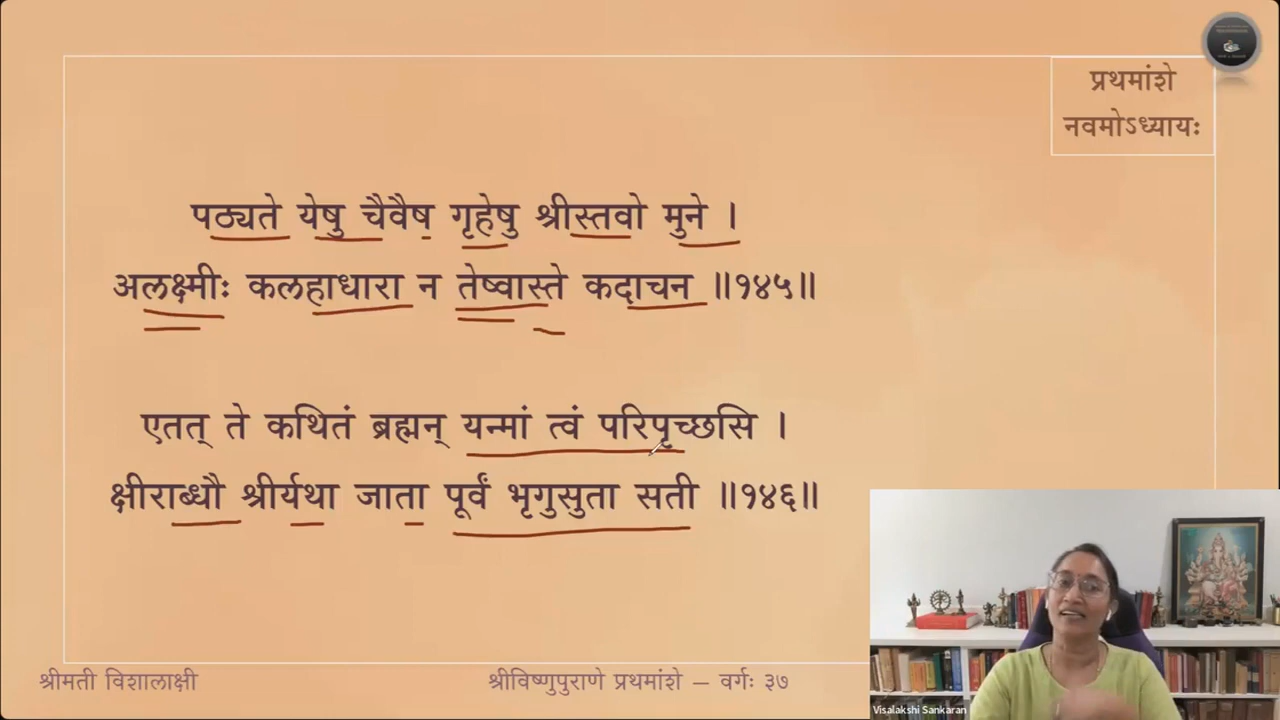 प्रथमांशे
नवमोऽध्यायः
पठ्यते येषु चैवैष गृहेषु श्रीस्तवो मुने ।
अलक्ष्मीः कलहाधारा न तेष्वास्ते कदाचन ॥१४५॥
एतत् ते कथितं ब्रह्मन् यन्मां त्वं परिपृच्छसि ।
क्षीराब्धौ श्रीर्यथा जाता पूर्वं भृगुसुता सती ॥१४६॥
श्रीमती विशालाक्षी
श्रीविष्णुपुराणे प्रथमांशे – वर्गः ३७
Visalakshi Sankaran